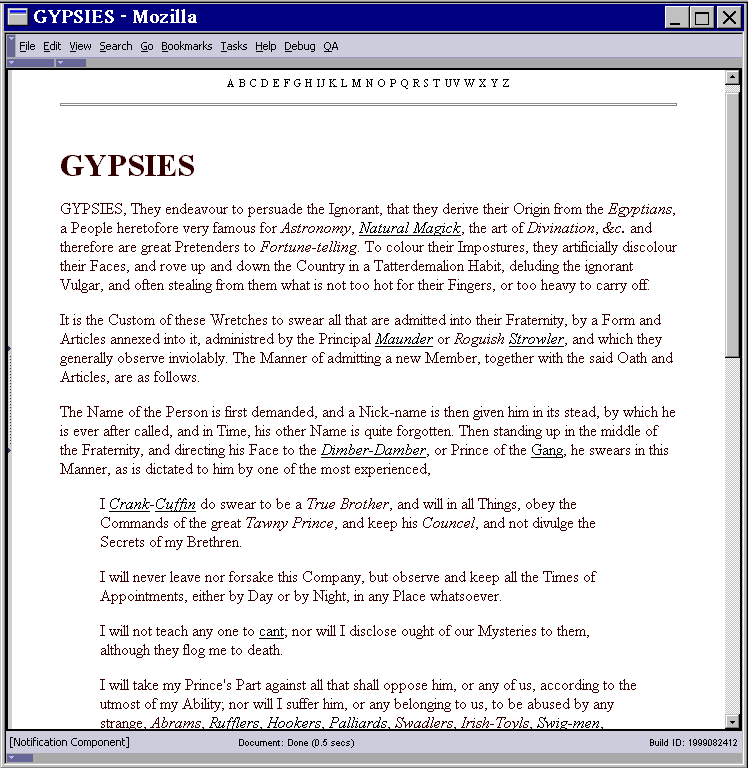 GYPSIES - Mozilla
File Edit View Search Go Bookmarks Tasks Help Debug QA
A B C D E F G H IJ K L M N O P Q R S T UV W X Y Z
GYPSIES
GYPSIES, They endeavour to persuade the Ignorant, that they derive their Origin from the Egyptians,
a People heretofore very famous for Astronomy, Natural Magick, the art of Divination, &c. and
therefore are great Pretenders to Fortune-telling. To colour their Impostures, they artificially discolour
their Faces, and rove up and down the Country in a Tatterdemalion Habit, deluding the ignorant
Vulgar, and often stealing from them what is not too hot for their Fingers, or too heavy to carry off.
It is the Custom of these Wretches to swear all that are admitted into their Fraternity, by a Form and
Articles annexed into it, administred by the Principal Maunder or Roguish Strowler, and which they
generally observe inviolably. The Manner of admitting a new Member, together with the said Oath and
Articles, are as follows.
The Name of the Person is first demanded, and a Nick-name is then given him in its stead, by which he
is ever after called, and in Time, his other Name is quite forgotten. Then standing up in the middle of
the Fraternity, and directing his Face to the Dimber-Damber, or Prince of the Gang, he swears in this
Manner, as is dictated to him by one of the most experienced,
I Crank-Cuffin do swear to be a True Brother, and will in all Things, obey the
Commands of the great Tawny Prince, and keep his Councel, and not divulge the
Secrets of my Brethren.
I will never leave nor forsake this Company, but observe and keep all the Times of
Appointments, either by Day or by Night, in any Place whatsoever.
I will not teach any one to cant; nor will I disclose ought of our Mysteries to them,
although they flog me to death.
I will take my Prince's Part against all that shall oppose him, or any of us, according to the
utmost of my Ability; nor will I suffer him, or any belonging to us, to be abused by any
strange, Abrams, Rufflers, Hookers, Palliards, Swadlers, Irish-Toyls, Swig-men,
[Notification Component] Document: Done (0.5 secs) Build ID: 1999082412